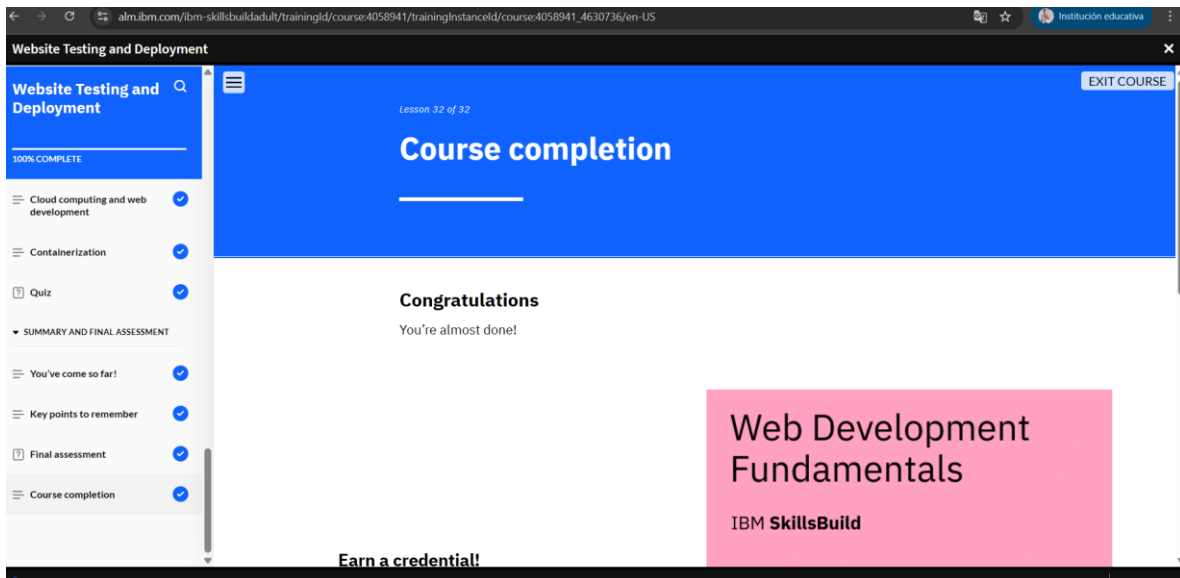 alm.ibm.com/ibm-skillsbuildadult/trainingId/course:4058941/trainingInstanceId/course:4058941_4630736/en-US
Institución educativa
Website Testing and Deployment
Website Testing and
Deployment
100% COMPLETE
Cloud computing and web
development
Containerization
Quiz
SUMMARY AND FINAL ASSESSMENT
You've come so far!
Key points to remember
Final assessment
Course completion
EXIT COURSE
Lesson 32 of 32
Course completion
Congratulations
You're almost done!
Web Development
Fundamentals
IBM SkillsBuild
Earn a credential!